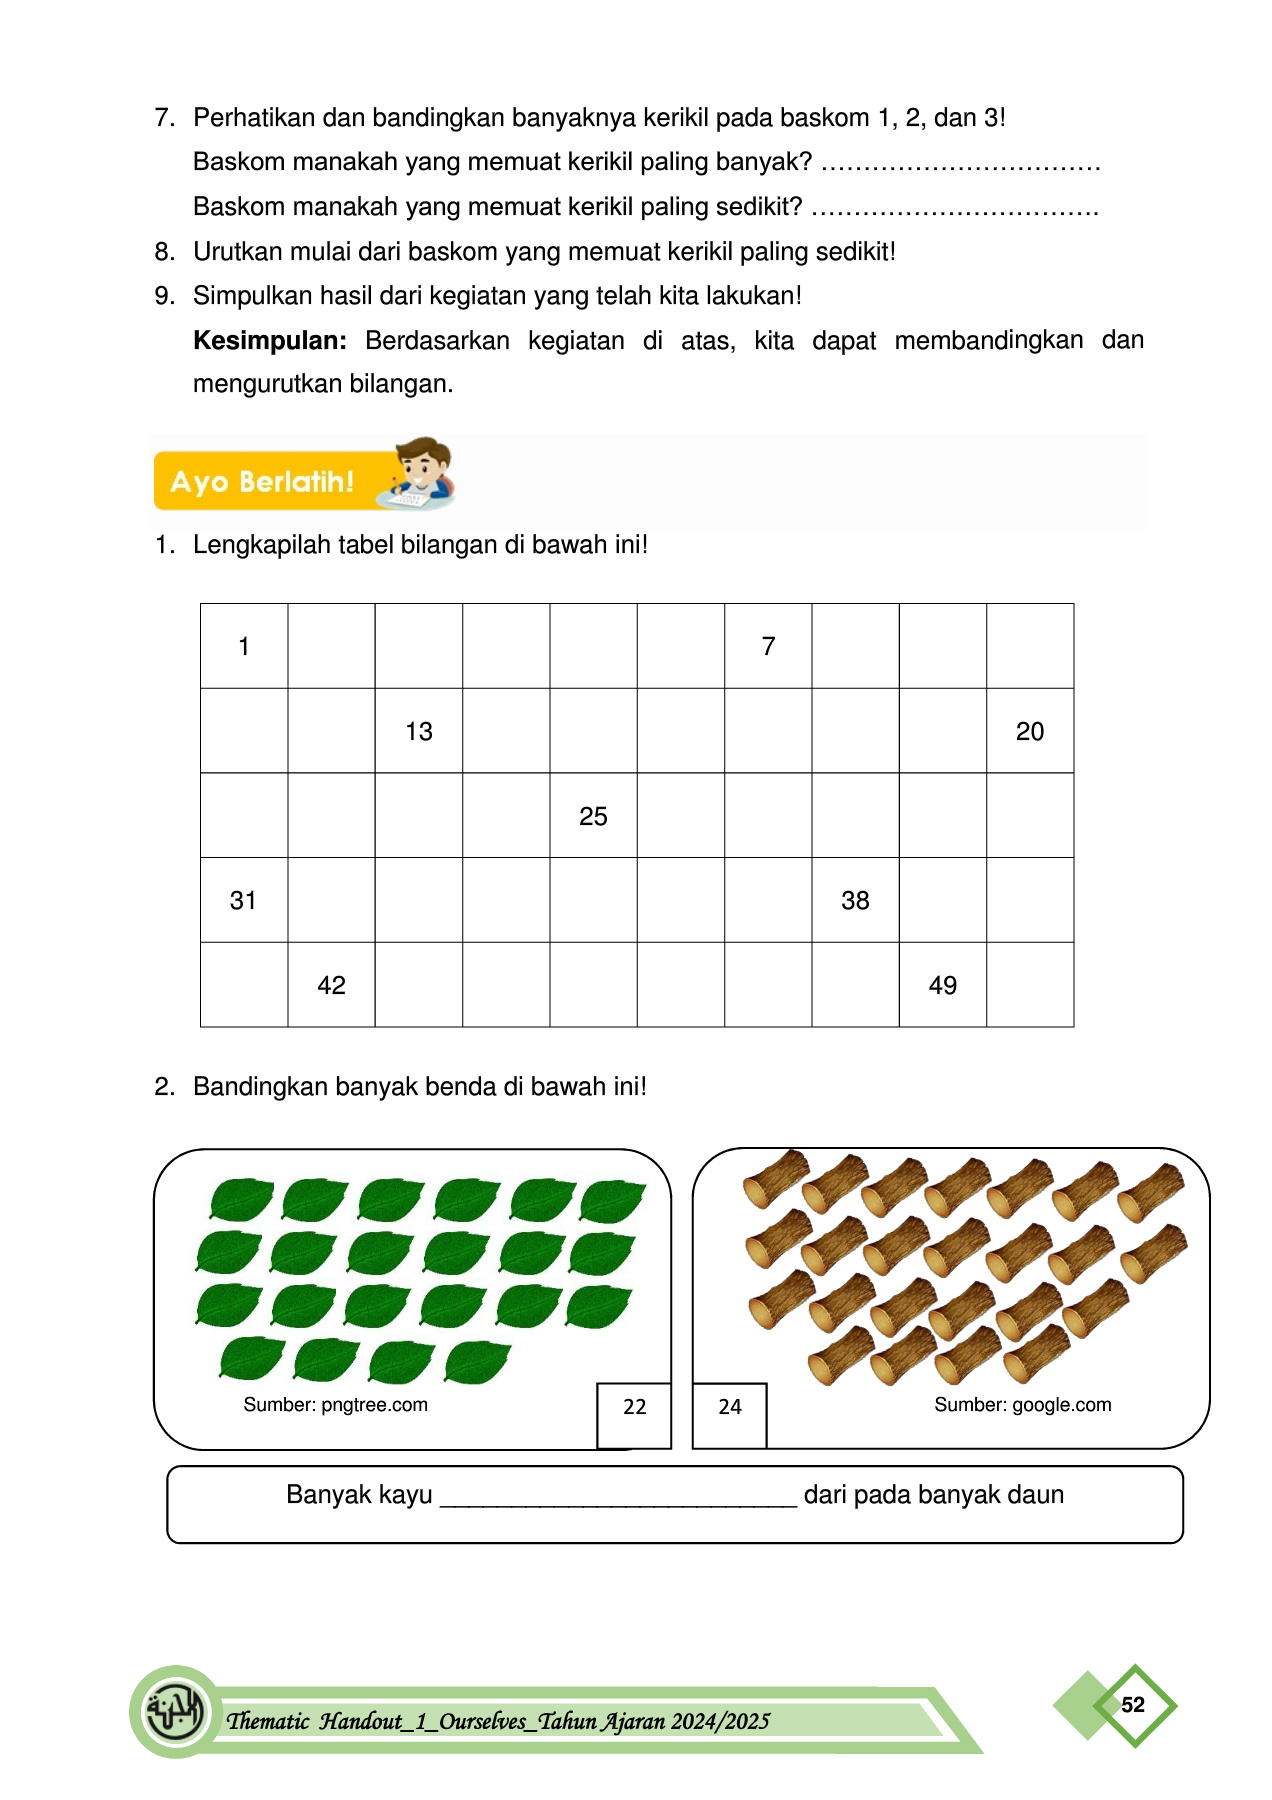 7. Perhatikan dan bandingkan banyaknya kerikil pada baskom 1, 2, dan 3!
Baskom manakah yang memuat kerikil paling banyak? ……………………………
Baskom manakah yang memuat kerikil paling sedikit? …………………………….
8. Urutkan mulai dari baskom yang memuat kerikil paling sedikit!
9. Simpulkan hasil dari kegiatan yang telah kita lakukan!
Kesimpulan: Berdasarkan kegiatan di atas, kita dapat membandingkan dan
mengurutkan bilangan.
Ayo Berlatih!
1. Lengkapilah tabel bilangan di bawah ini!
1 7
13 20
25
31 38
42 49
2. Bandingkan banyak benda di bawah ini!
Sumber: pngtree.com
22
24
Sumber: google.com
Banyak kayu _________________________ dari pada banyak daun
Thematic Handout_1_Ourselves_Tahun Ajaran 2024/2025
52